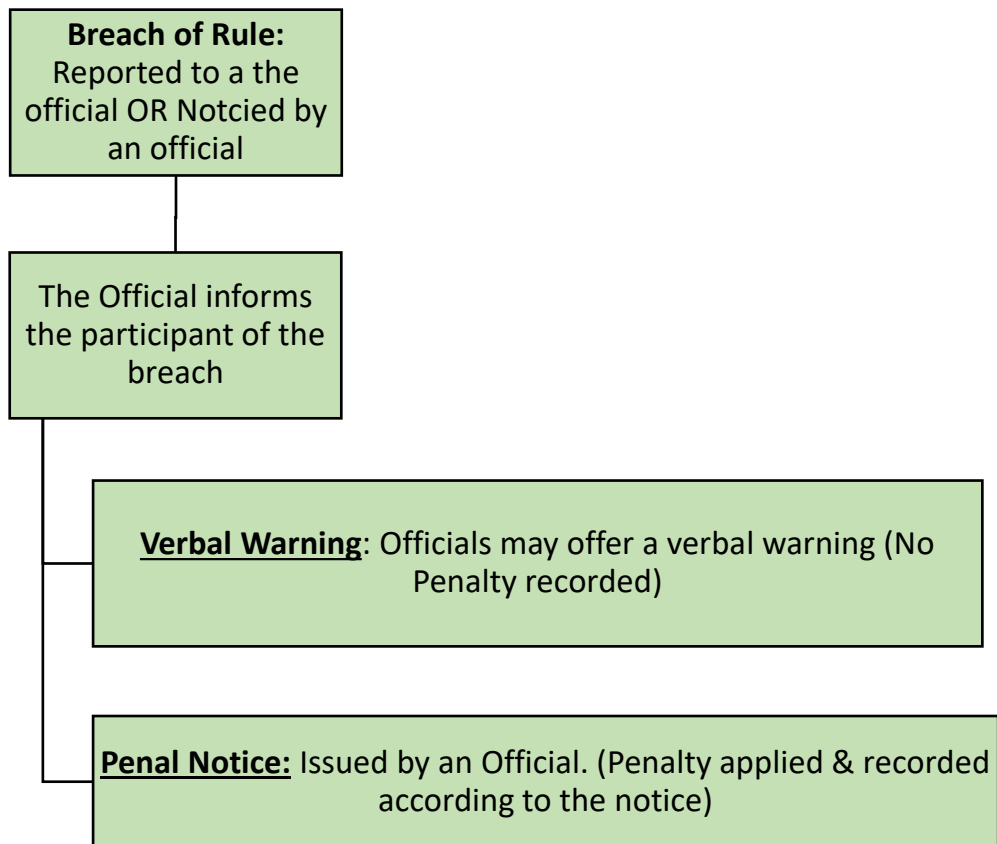 Breach of Rule:
Reported to a the
official OR Notcied by
an official
The Official informs
the participant of the
breach
Verbal Warning: Officials may offer a verbal warning (No
Penalty recorded)
Penal Notice: Issued by an Official. (Penalty applied & recorded
according to the notice)